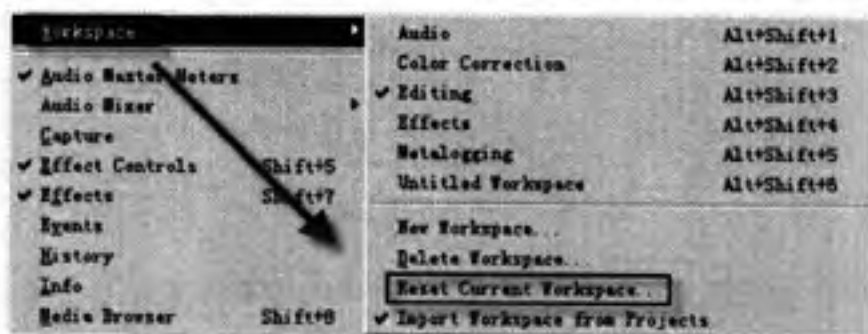 Workspace
✔ Audio Master Meters
Audio Mixer
Capture
✔ Effect Controls Shift+5
✔ Effects Shift+7
Events
History
Info
Media Browser Shift+8
Audio Alt+Shift+1
Color Correction Alt+Shift+2
✔ Editing Alt+Shift+3
Effects Alt+Shift+4
Metalogging Alt+Shift+5
Untitled Workspace Alt+Shift+6
New Workspace...
Delete Workspace...
Reset Current Workspace...
✔ Import Workspace from Projects